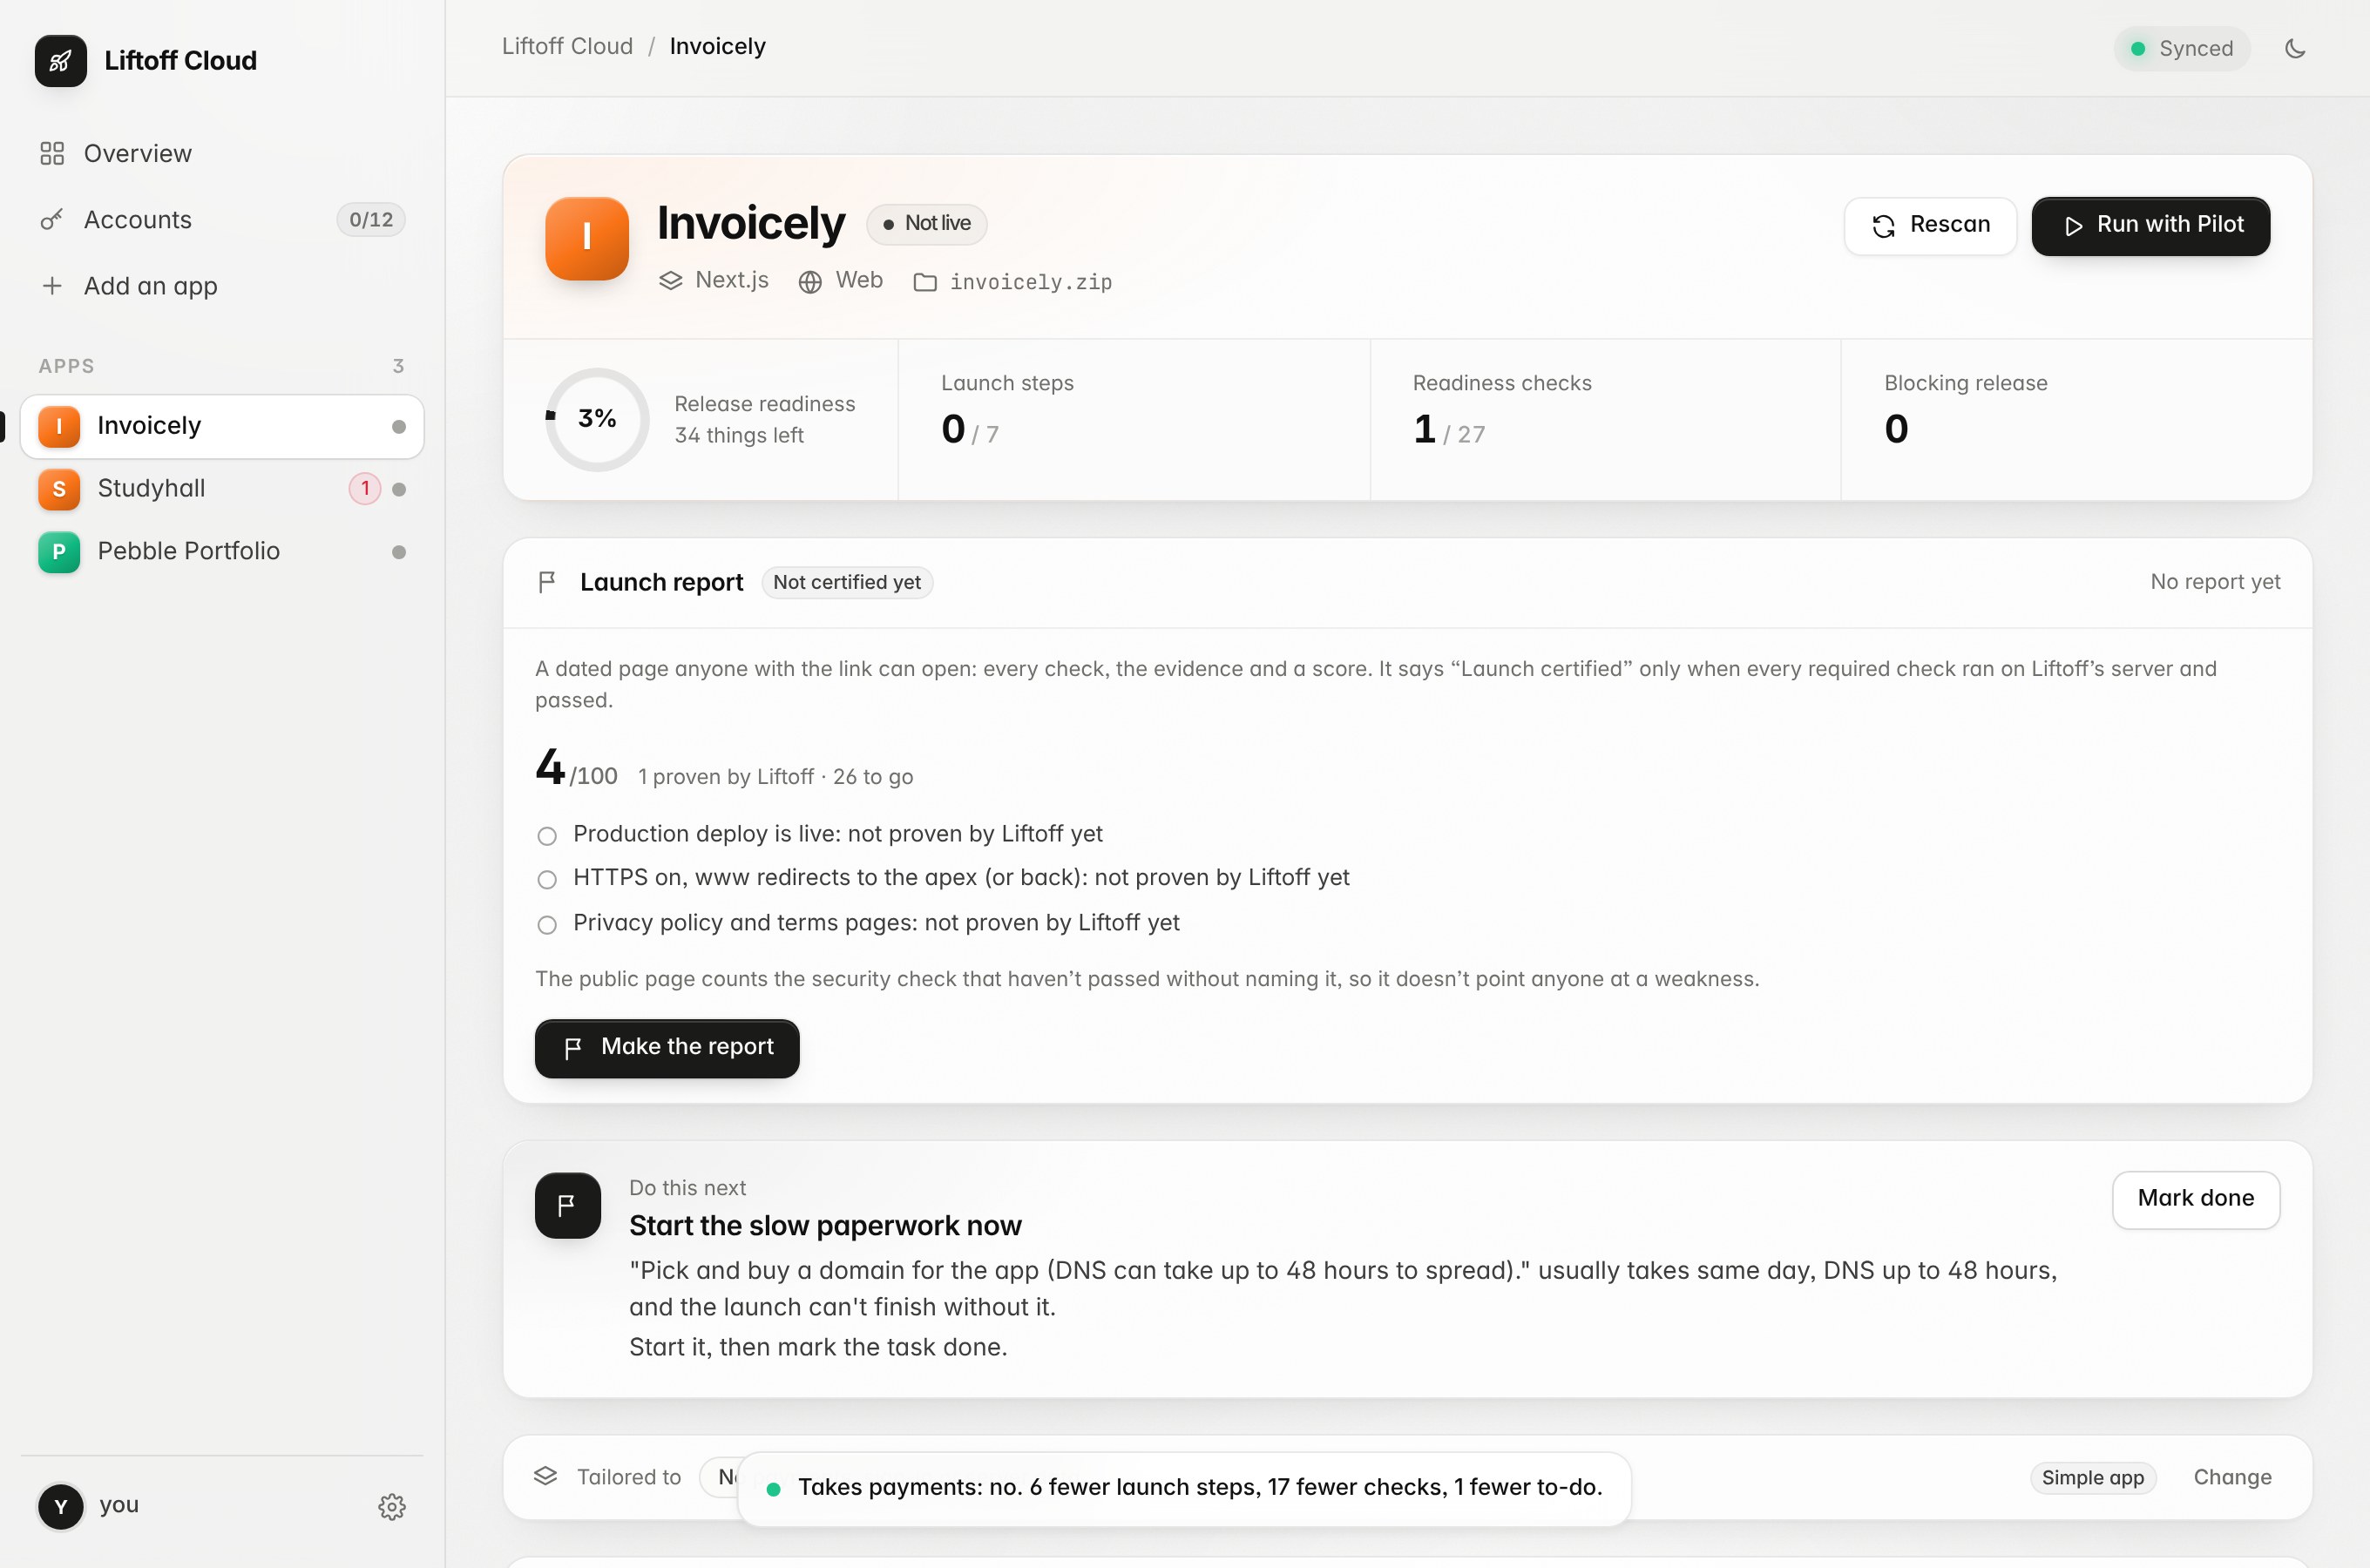 Liftoff Cloud
Overview
Accounts 0/12
Add an app
APPS 3
I Invoicely
S Studyhall 1
P Pebble Portfolio
Y you
Liftoff Cloud / Invoicely
Synced
I
Invoicely Not live
Next.js Web invoicely.zip
Rescan
Run with Pilot
3%
Release readiness
34 things left
Launch steps
0 / 7
Readiness checks
1 / 27
Blocking release
0
Launch report Not certified yet No report yet
A dated page anyone with the link can open: every check, the evidence and a score. It says “Launch certified” only when every required check ran on Liftoff’s server and
passed.
4/100 1 proven by Liftoff · 26 to go
Production deploy is live: not proven by Liftoff yet
HTTPS on, www redirects to the apex (or back): not proven by Liftoff yet
Privacy policy and terms pages: not proven by Liftoff yet
The public page counts the security check that haven’t passed without naming it, so it doesn’t point anyone at a weakness.
Make the report
Do this next
Start the slow paperwork now
"Pick and buy a domain for the app (DNS can take up to 48 hours to spread)." usually takes same day, DNS up to 48 hours,
and the launch can't finish without it.
Start it, then mark the task done.
Mark done
Tailored to
Takes payments: no. 6 fewer launch steps, 17 fewer checks, 1 fewer to-do.
Simple app Change